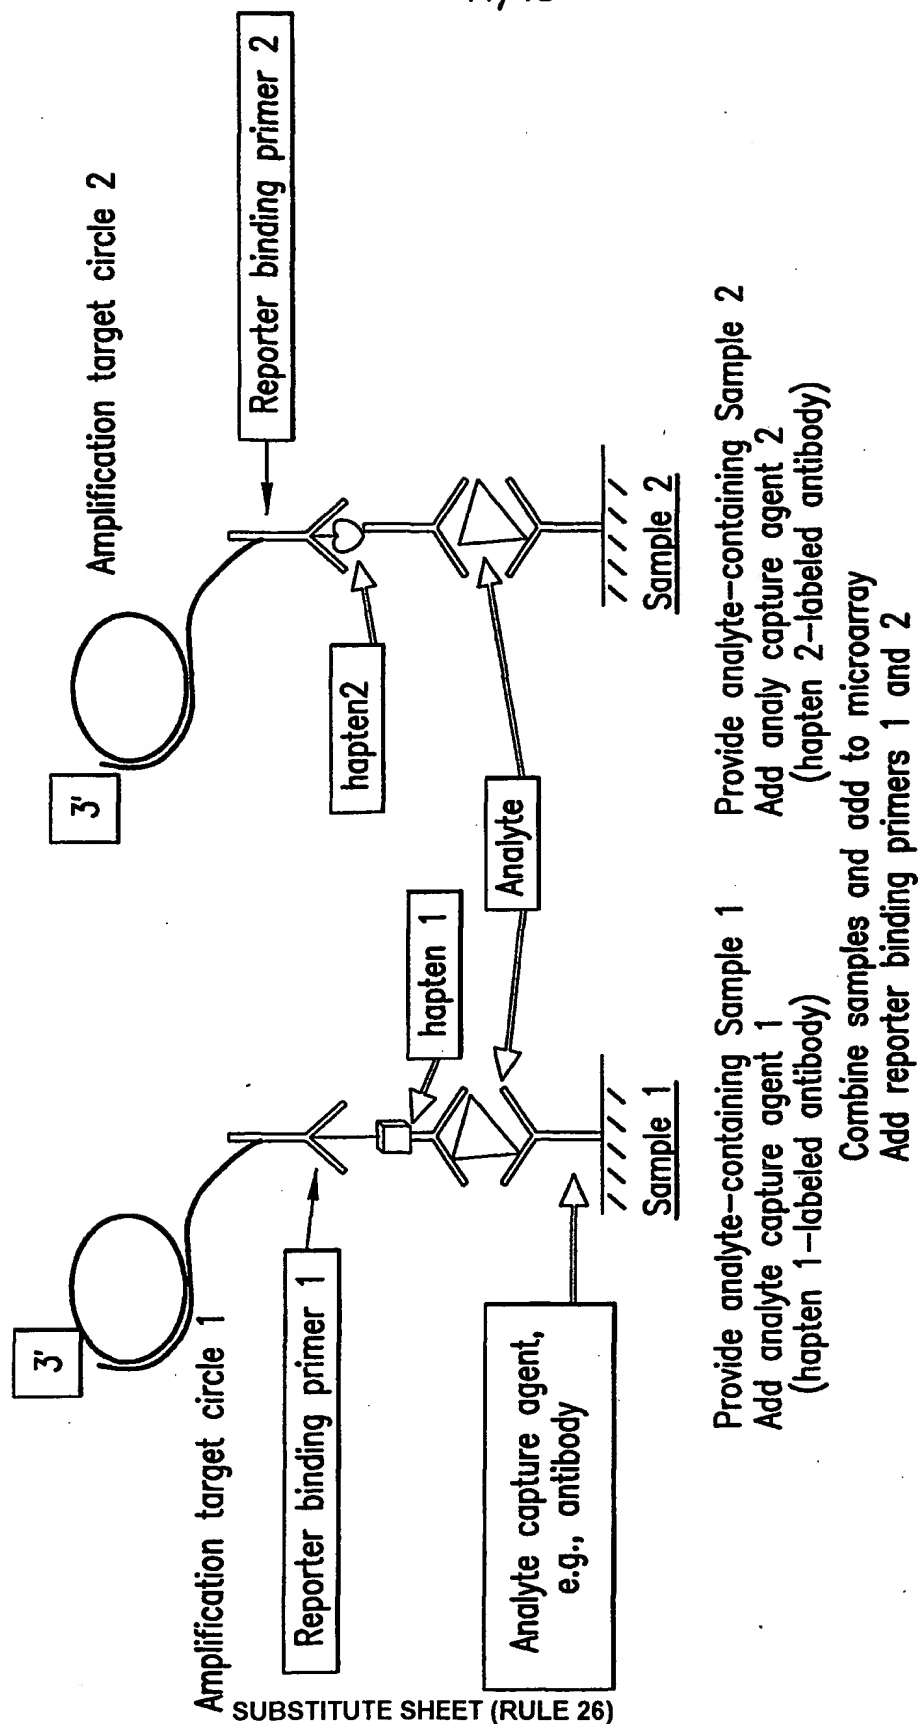 3'
Amplification target circle 1
Reporter binding primer 1
hapten 1
Analyte capture agent,
e.g., antibody
Sample 1
3'
Amplification target circle 2
Reporter binding primer 2
hapten2
Analyte
Sample 2
Provide analyte-containing Sample 1
Add analyte capture agent 1
(hapten 1-labeled antibody)
Provide analyte-containing Sample 2
Add analy capture agent 2
(hapten 2-labeled antibody)
Combine samples and add to microarray
Add reporter binding primers 1 and 2
SUBSTITUTE SHEET (RULE 26)